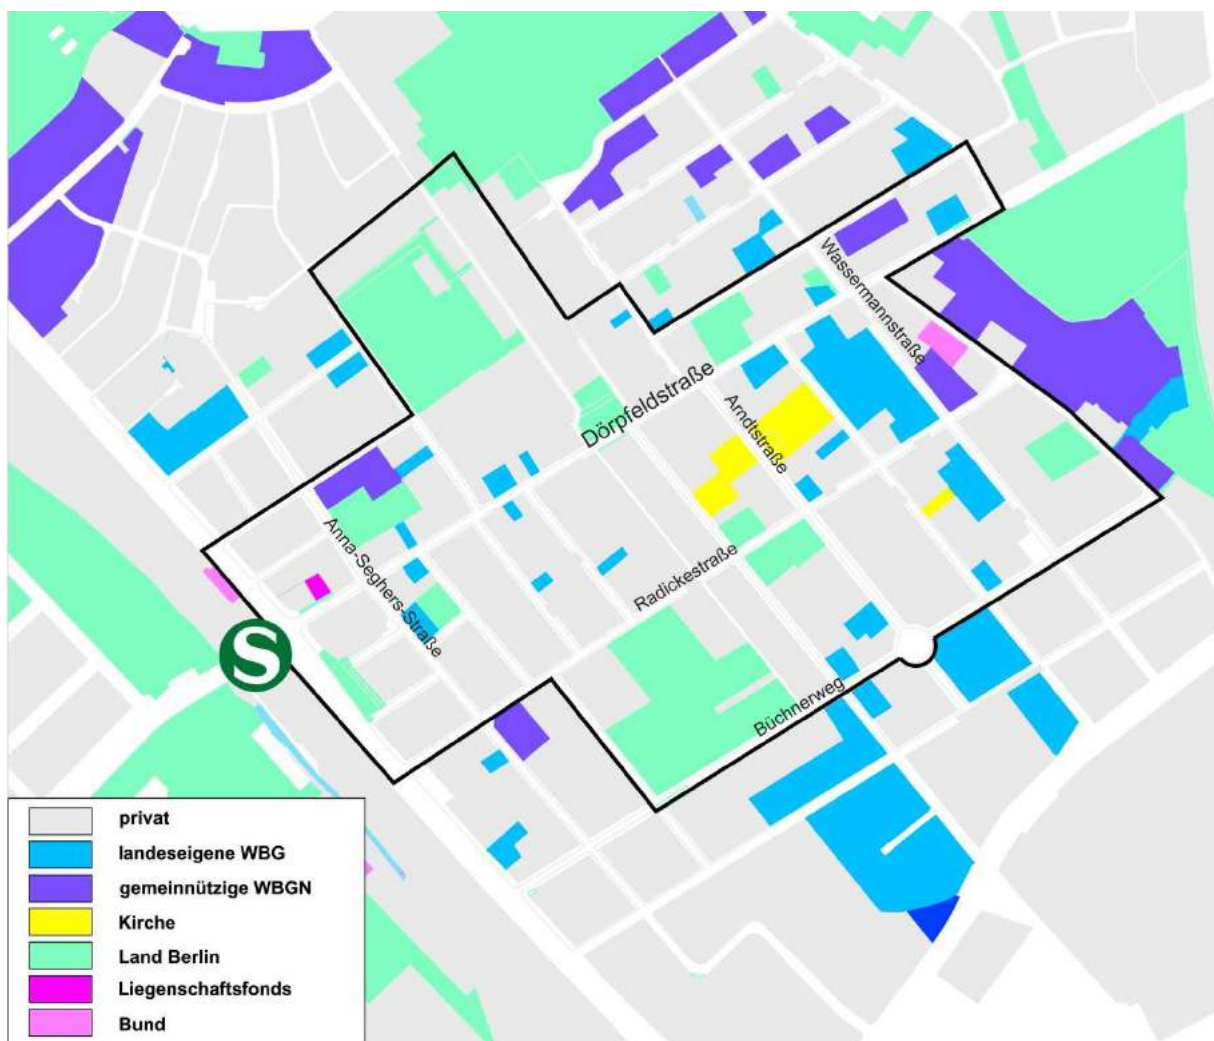 Wassermannstraße
Dörpfeldstraße
Arndtstraße
Anna-Seghers-Straße
Radickestraße
S
Büchnerweg
privat
landeseigene WBG
gemeinnützige WBGN
Kirche
Land Berlin
Liegenschaftsfonds
Bund